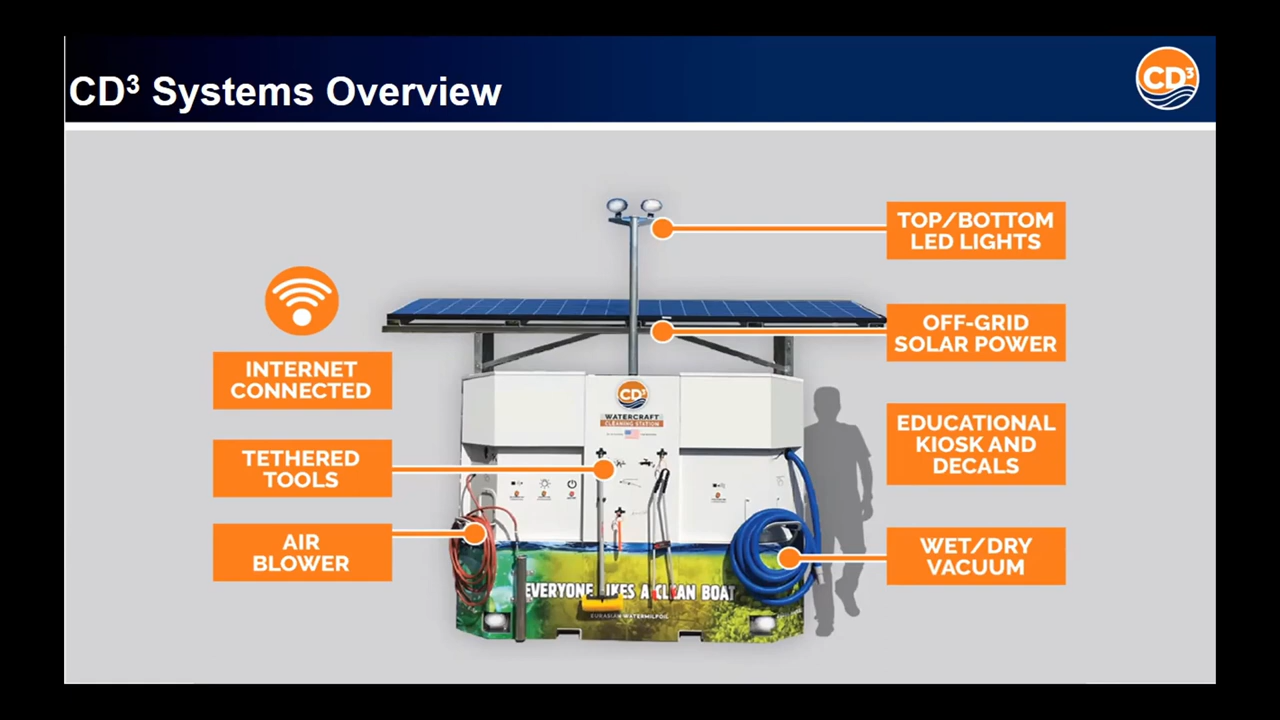 CD³ Systems Overview
CD³
TOP/BOTTOM
LED LIGHTS
INTERNET
CONNECTED
OFF-GRID
SOLAR POWER
CD³
WATERCRAFT
CLEANING STATION
TETHERED
TOOLS
EDUCATIONAL
KIOSK AND
DECALS
AIR
BLOWER
WET/DRY
VACUUM
EVERYONE LIKES A CLEAN BOAT
EURASIAN WATERMILFOIL